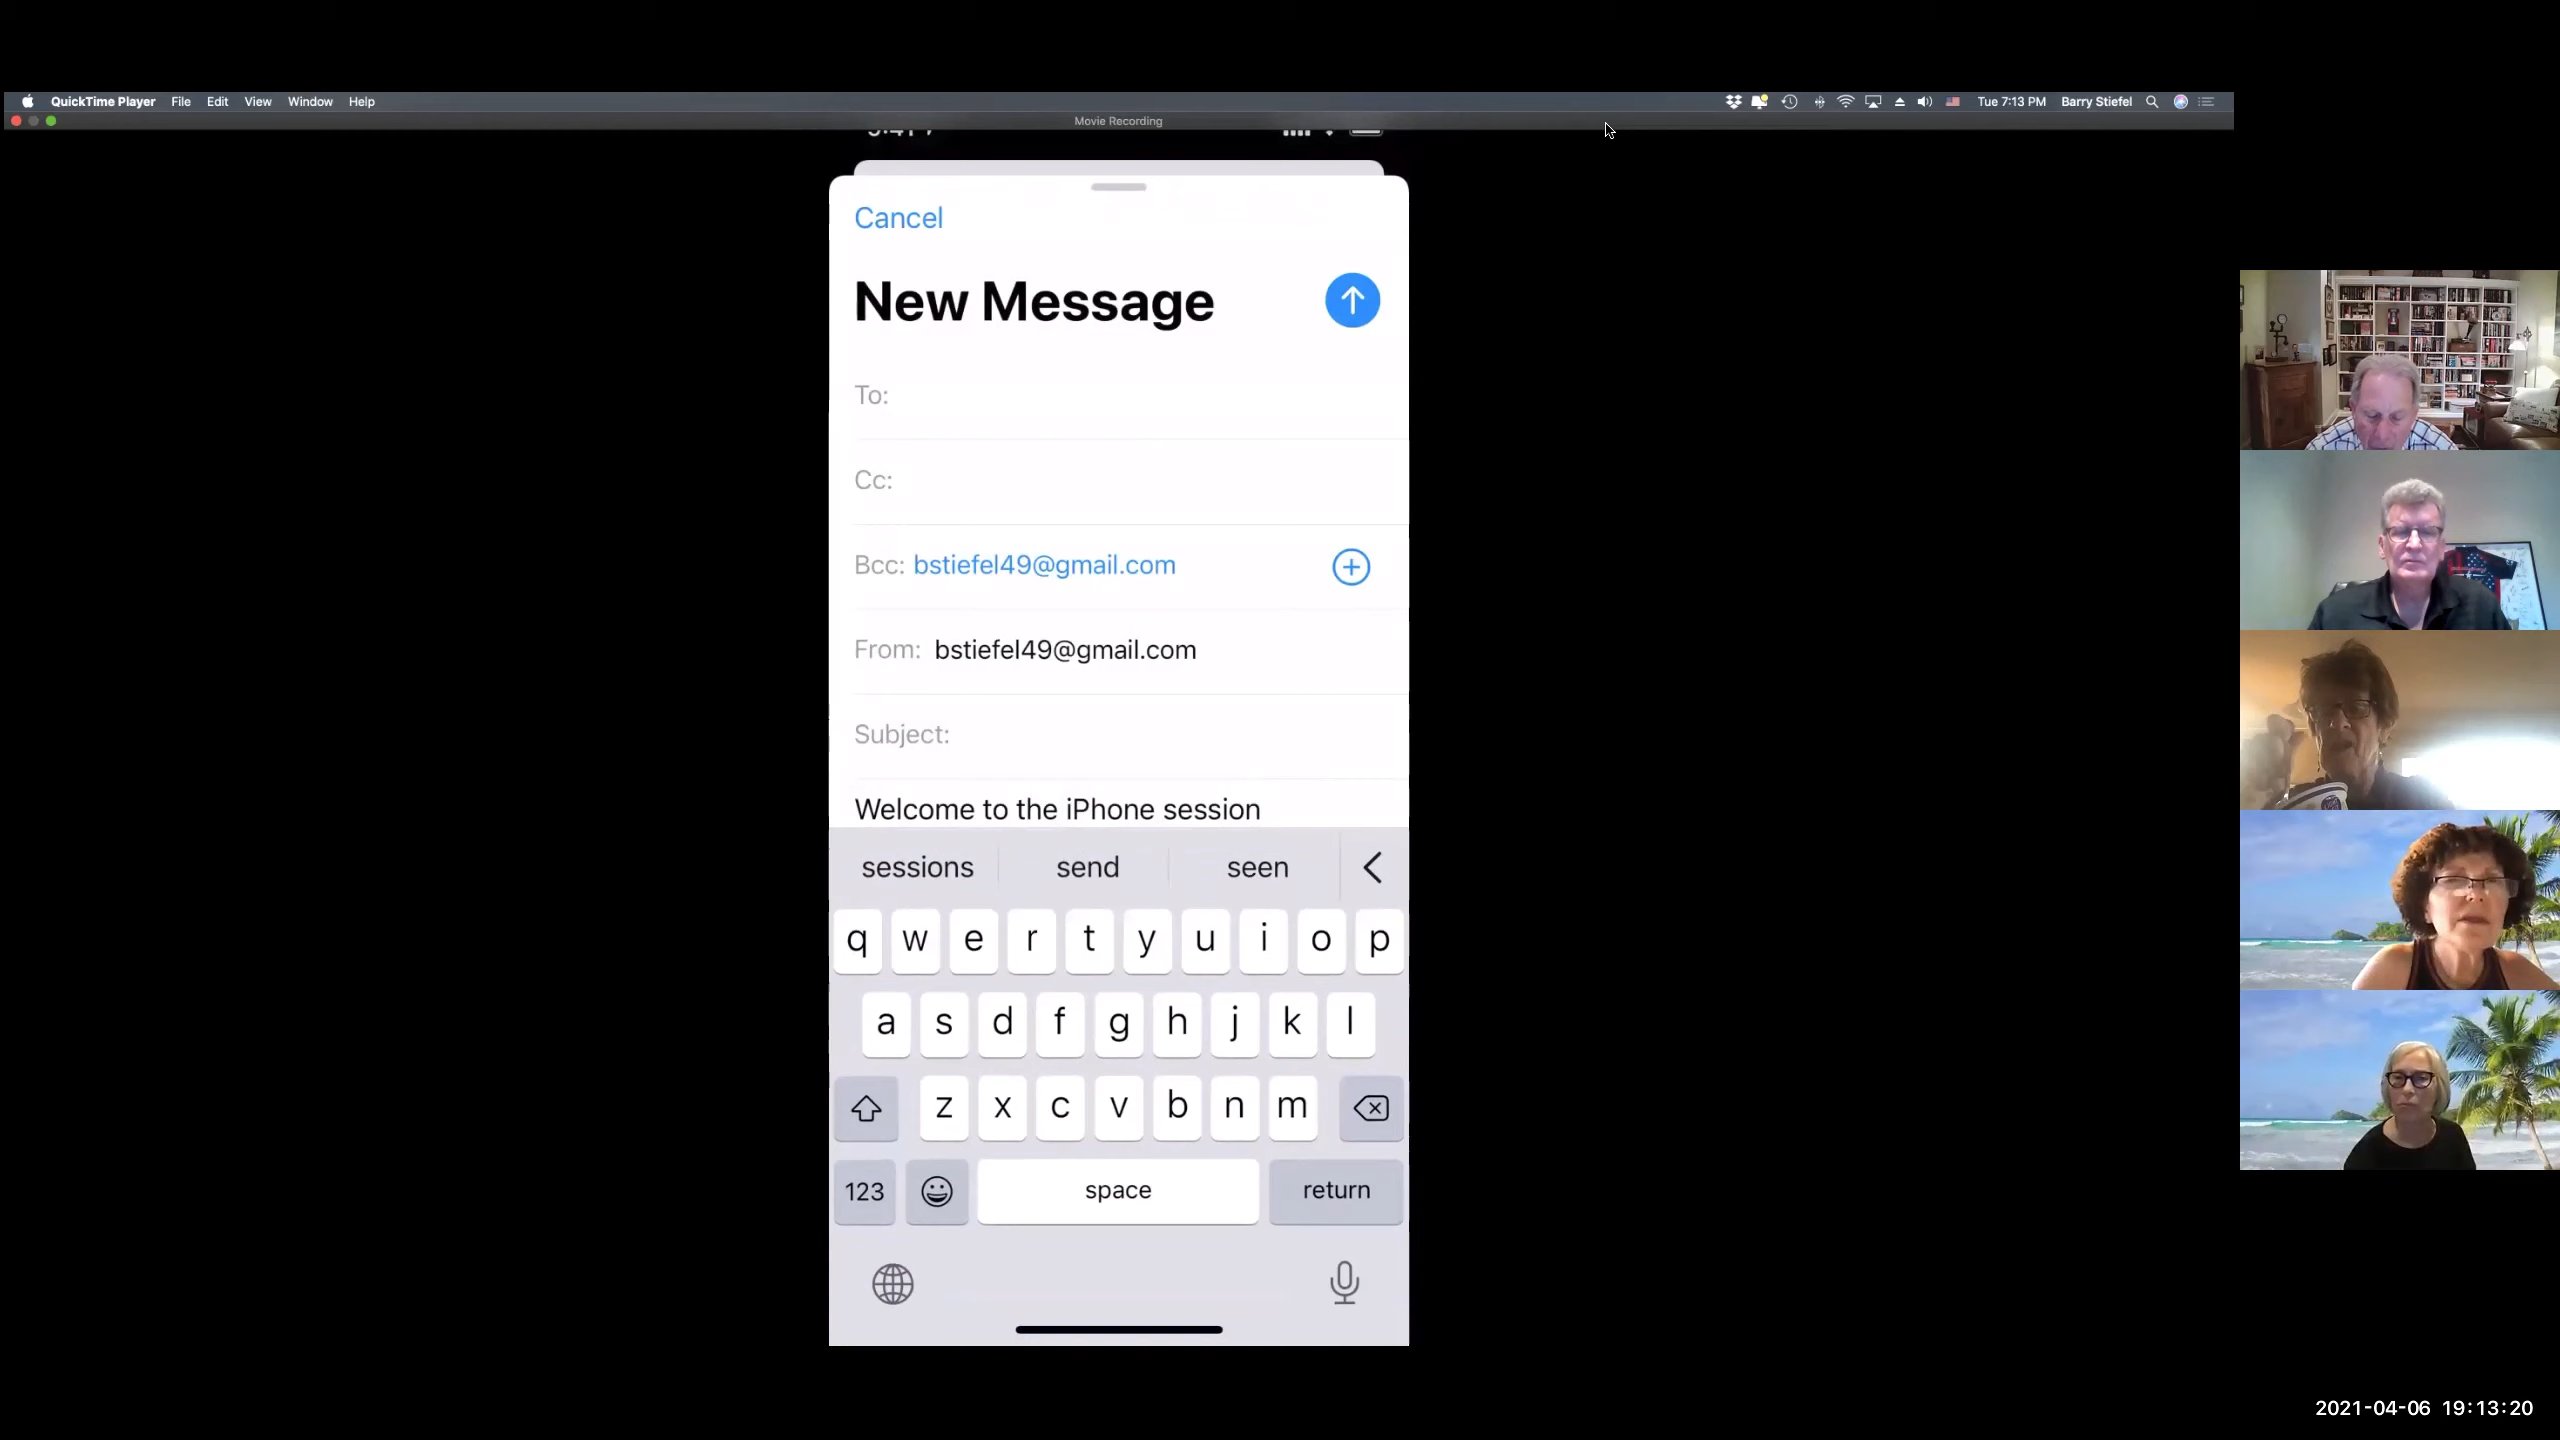 QuickTime Player File Edit View Window Help Tue 7:13 PM Barry Stiefel
Movie Recording
Cancel
New Message
To:
Cc:
Bcc: bstiefel49@gmail.com
From: bstiefel49@gmail.com
Subject:
Welcome to the iPhone session
sessions send seen
q w e r t y u i o p
a s d f g h j k l
z x c v b n m
123 space return
2021-04-06 19:13:20